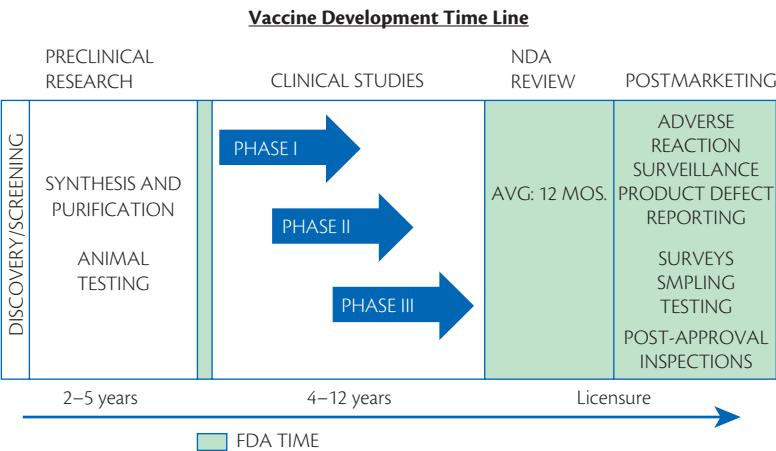 Vaccine Development Time Line
PRECLINICAL
RESEARCH
CLINICAL STUDIES
NDA
REVIEW
POSTMARKETING
DISCOVERY/SCREENING
SYNTHESIS AND
PURIFICATION
ANIMAL
TESTING
PHASE I
PHASE II
PHASE III
AVG: 12 MOS.
ADVERSE
REACTION
SURVEILLANCE
PRODUCT DEFECT
REPORTING
SURVEYS
SMPLING
TESTING
POST-APPROVAL
INSPECTIONS
2–5 years
4–12 years
Licensure
FDA TIME